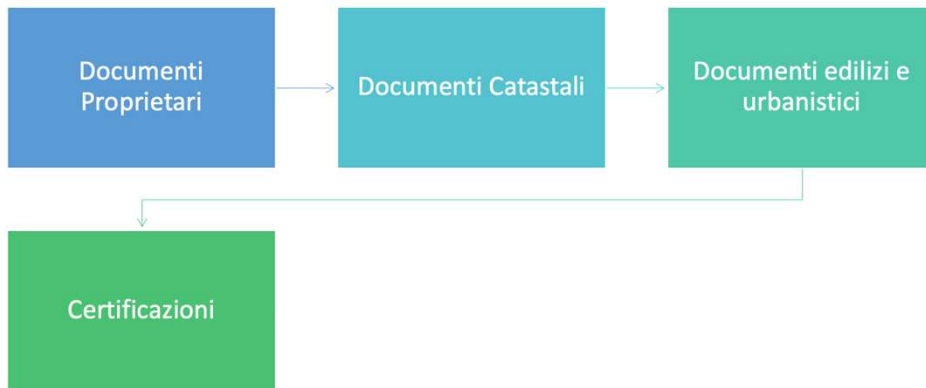 Documenti
Proprietari
Documenti Catastali
Documenti edilizi e
urbanistici
Certificazioni